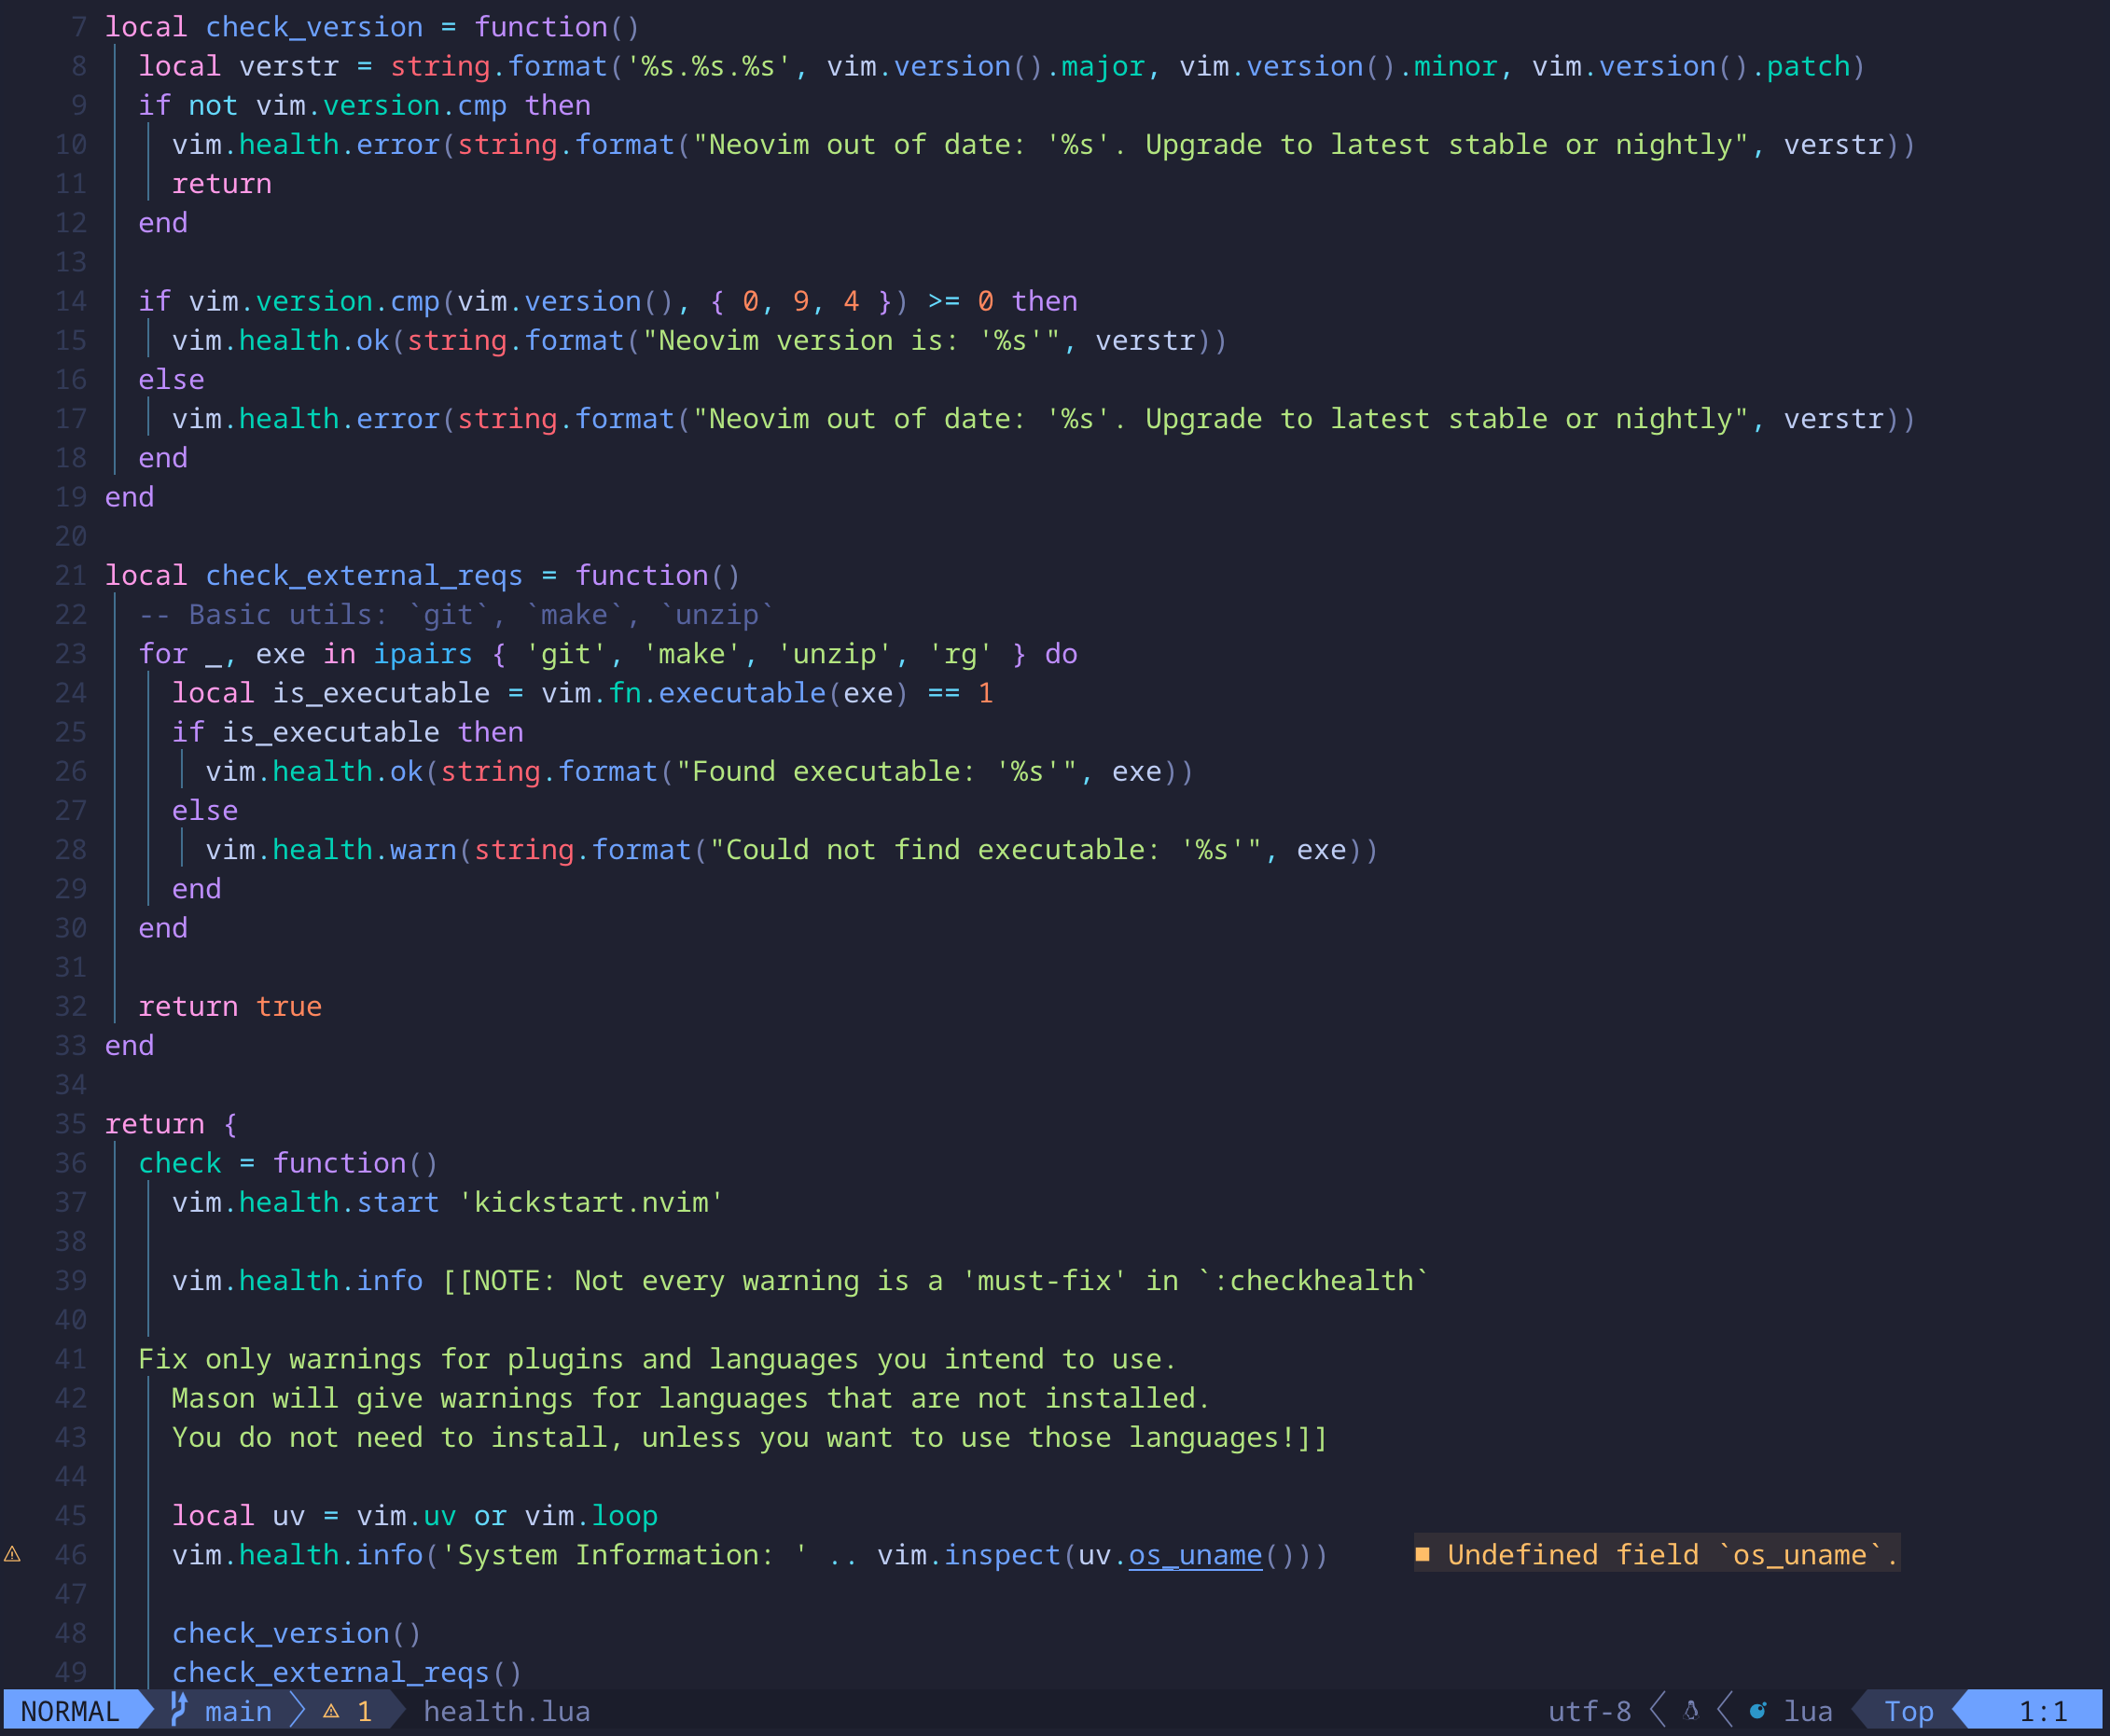 7 local check_version = function()
8   local verstr = string.format('%s.%s.%s', vim.version().major, vim.version().minor, vim.version().patch)
9   if not vim.version.cmp then
10     vim.health.error(string.format("Neovim out of date: '%s'. Upgrade to latest stable or nightly", verstr))
11     return
12   end
13
14   if vim.version.cmp(vim.version(), { 0, 9, 4 }) >= 0 then
15     vim.health.ok(string.format("Neovim version is: '%s'", verstr))
16   else
17     vim.health.error(string.format("Neovim out of date: '%s'. Upgrade to latest stable or nightly", verstr))
18   end
19 end
20
21 local check_external_reqs = function()
22   -- Basic utils: `git`, `make`, `unzip`
23   for _, exe in ipairs { 'git', 'make', 'unzip', 'rg' } do
24     local is_executable = vim.fn.executable(exe) == 1
25     if is_executable then
26       vim.health.ok(string.format("Found executable: '%s'", exe))
27     else
28       vim.health.warn(string.format("Could not find executable: '%s'", exe))
29     end
30   end
31
32   return true
33 end
34
35 return {
36   check = function()
37     vim.health.start 'kickstart.nvim'
38
39     vim.health.info [[NOTE: Not every warning is a 'must-fix' in `:checkhealth`
40
41   Fix only warnings for plugins and languages you intend to use.
42     Mason will give warnings for languages that are not installed.
43     You do not need to install, unless you want to use those languages!]]
44
45     local uv = vim.uv or vim.loop
46     vim.health.info('System Information: ' .. vim.inspect(uv.os_uname()))     ■ Undefined field `os_uname`.
47
48     check_version()
49     check_external_reqs()
NORMAL main ⚠ 1 health.lua utf-8 lua Top 1:1